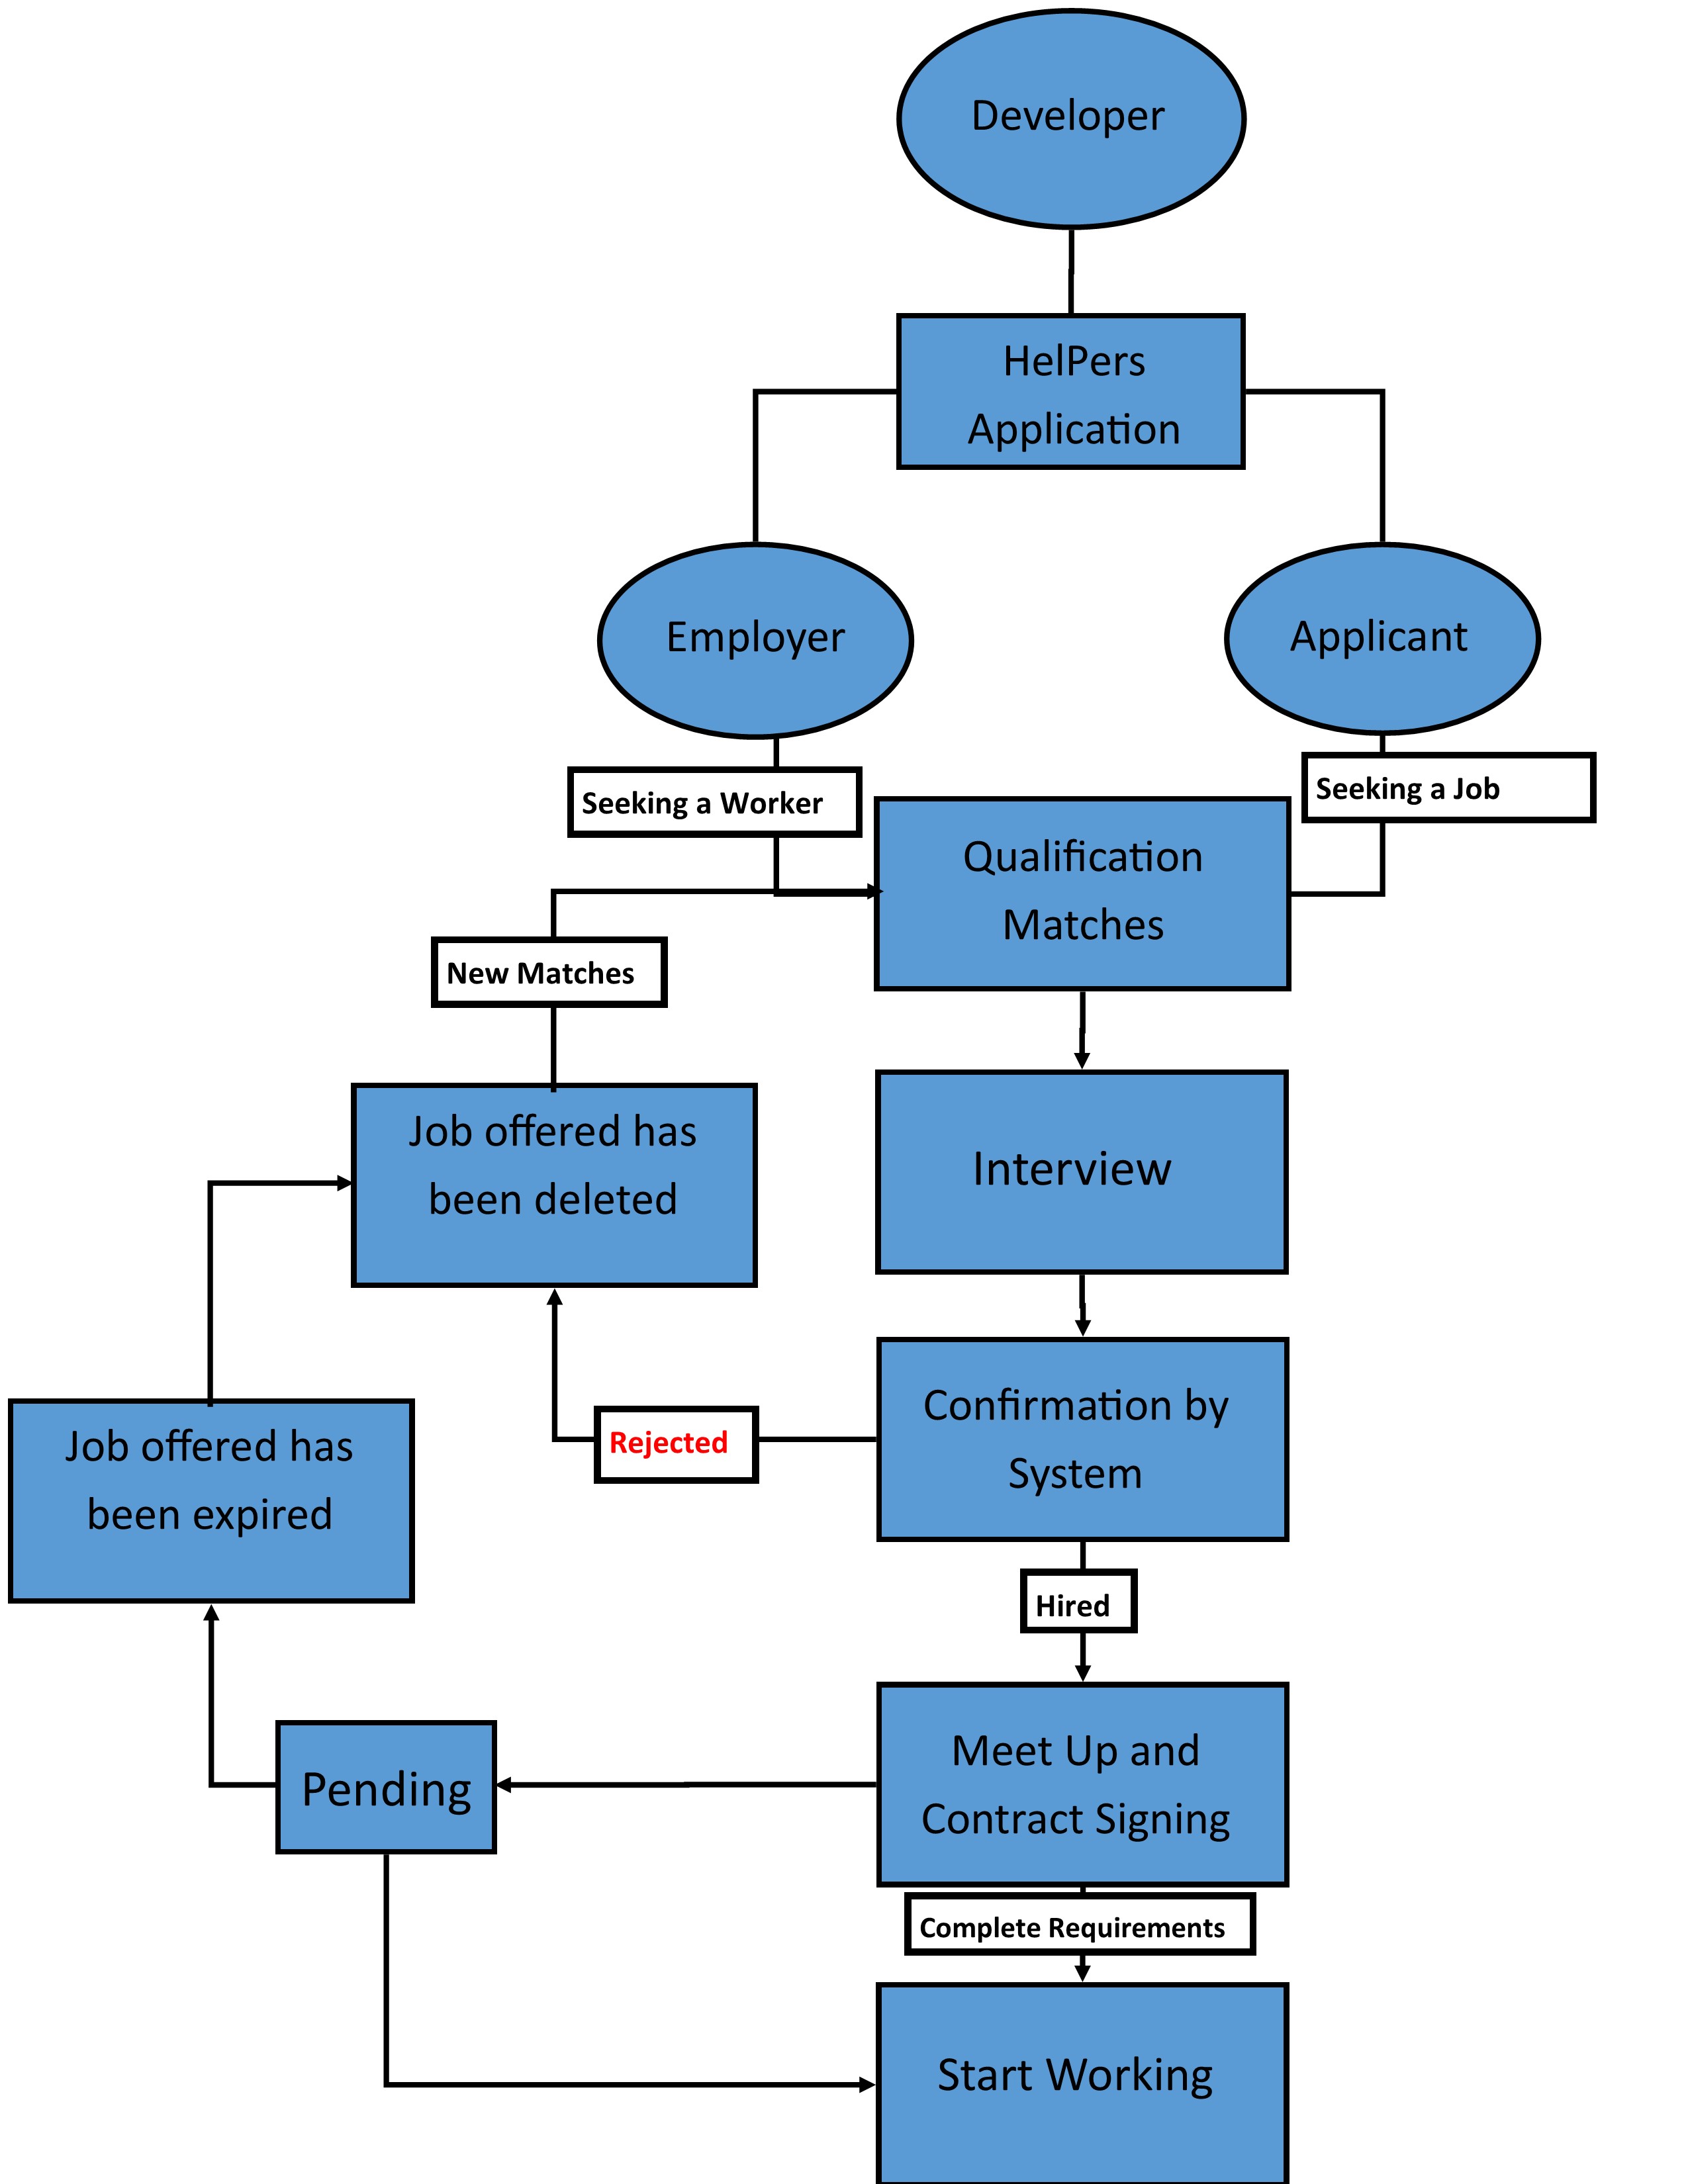 Developer
HelPers
Application
Employer
Applicant
Seeking a Worker
Seeking a Job
Qualification
Matches
New Matches
Job offered has
been deleted
Interview
Confirmation by
System
Rejected
Job offered has
been expired
Hired
Meet Up and
Contract Signing
Pending
Complete Requirements
Start Working